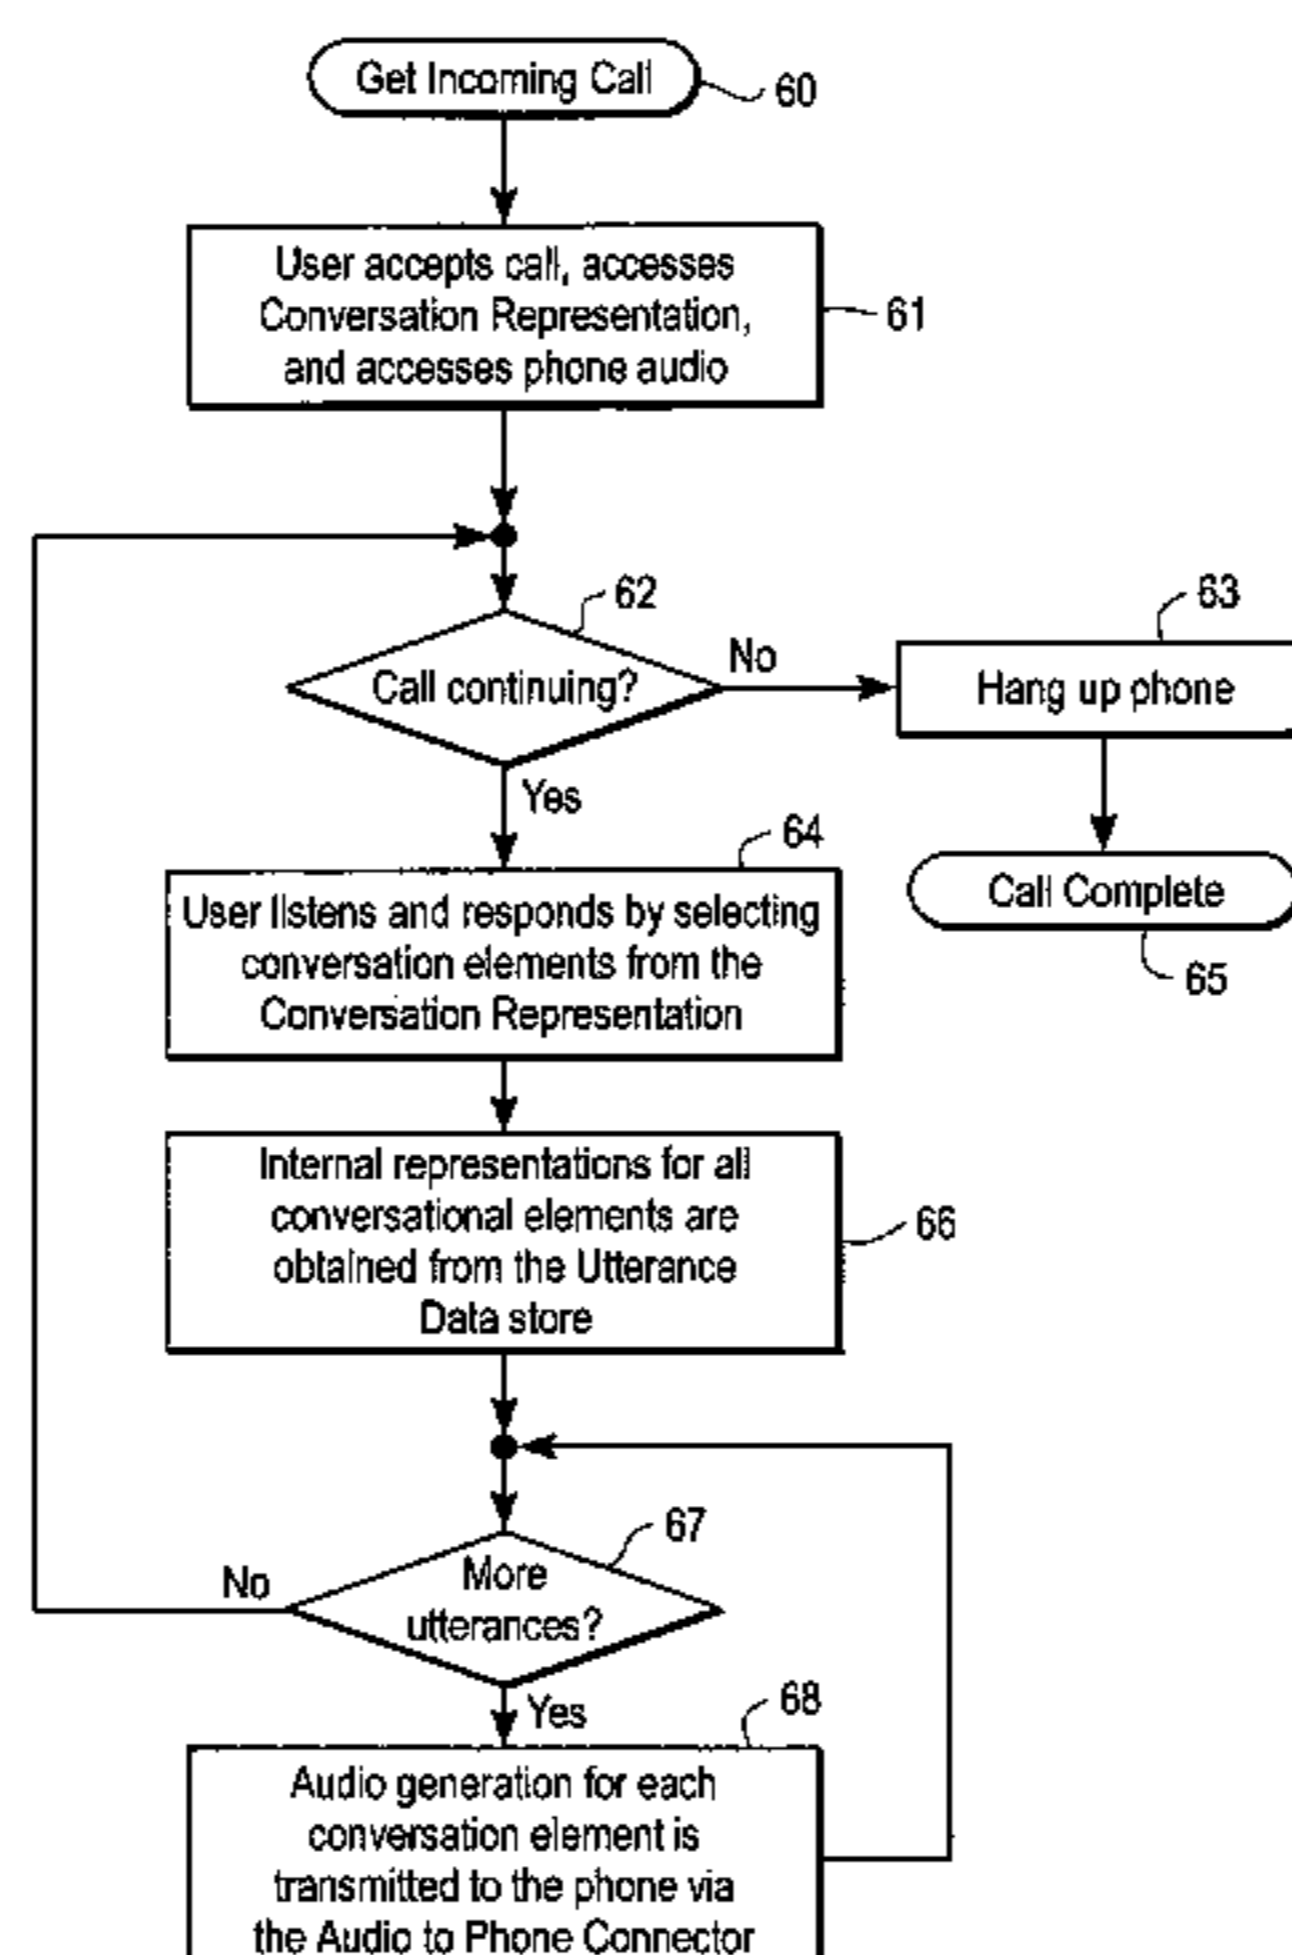 Get Incoming Call
60
User accepts call, accesses
Conversation Representation,
and accesses phone audio
61
62
Call continuing?
No
63
Hang up phone
Yes
Call Complete
65
64
User listens and responds by selecting
conversation elements from the
Conversation Representation
Internal representations for all
conversational elements are
obtained from the Utterance
Data store
66
67
More
utterances?
No
Yes
68
Audio generation for each
conversation element is
transmitted to the phone via
the Audio to Phone Connector